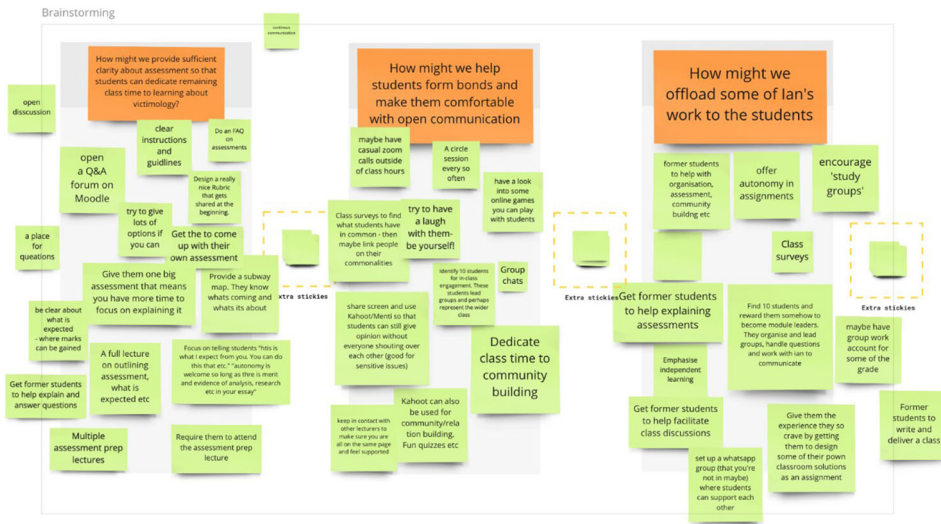 Brainstorming
continuous
communication
How might we provide sufficient
clarity about assessment so that
students can dedicate remaining
class time to learning about
victimology?
open
disscussion
clear
instructions
and
guidlines
Do an FAQ
on
assessments
open
a Q&A
forum on
Moodle
Design a really
nice Rubric
that gets
shared at the
beginning.
try to give
lots of
options if
you can
Get the to come
up with their
own assessment
a place
for
queations
Give them one big
assessment that means
you have more time to
focus on explaining it
Provide a subway
map. They know
whats coming and
whats its about
be clear about
what is
expected
- where marks
can be gained
A full lecture
on outlining
assessment,
what is
expected etc
Focus on telling students "htis is
what I expect from you. You can do
this that etc," "autonomy is
welcome so long as thre is merit
and evidence of analysis, research
etc in your essay"
Get former students
to help explain and
answer questions
Multiple
assessment prep
lectures
Require them to attend
the assessment prep
lecture
xtra stickies
How might we help
students form bonds and
make them comfortable
with open communication
maybe have
casual zoom
calls outside
of class hours
A circle
session
every so
often
have a look
into some
online games
you can play
with students
Class surveys to find
what students have
in common - then
maybe link people
on their
commonalities
try to have
a laugh with
them-
be yourself!
Identify 10 students
for in-class
engagement. These
students lead
groups and perhaps
represent the wider
class
Group
chats
share screen and use
Kahoot/Menti so that
students can still give
opinion without
everyone shouting over
each other (good for
sensitive issues)
Dedicate
class time to
community
building
Kahoot can also
be used for
community/rela
tion building.
Fun quizzes etc
keep in contact with
other lecturers to
make sure you are
all on the same page
and feel supported
Extra stickies
How might we
offload some of Ian's
work to the students
former students
to help with
organisation,
assessment,
community
buildng etc
offer
autonomy in
assignments
encourage
'study
groups'
Class
surveys
Get former students
to help explaining
assessments
Find 10 students and
reward them somehow to
become module leaders.
They organise and lead
groups, handle questions
and work with ian to
communicate
Extra stickies
maybe have
group work
account for
some of the
grade
Emphasise
independent
learning
Get former students
to help facilitate
class discussions
Give them the
experience they so
crave by getting
them to design
some of their pown
classroom solutions
as an assignment
Former
students to
write and
deliver a class
set up a whatsapp
group (that you're
not in maybe)
where students
can support each
other